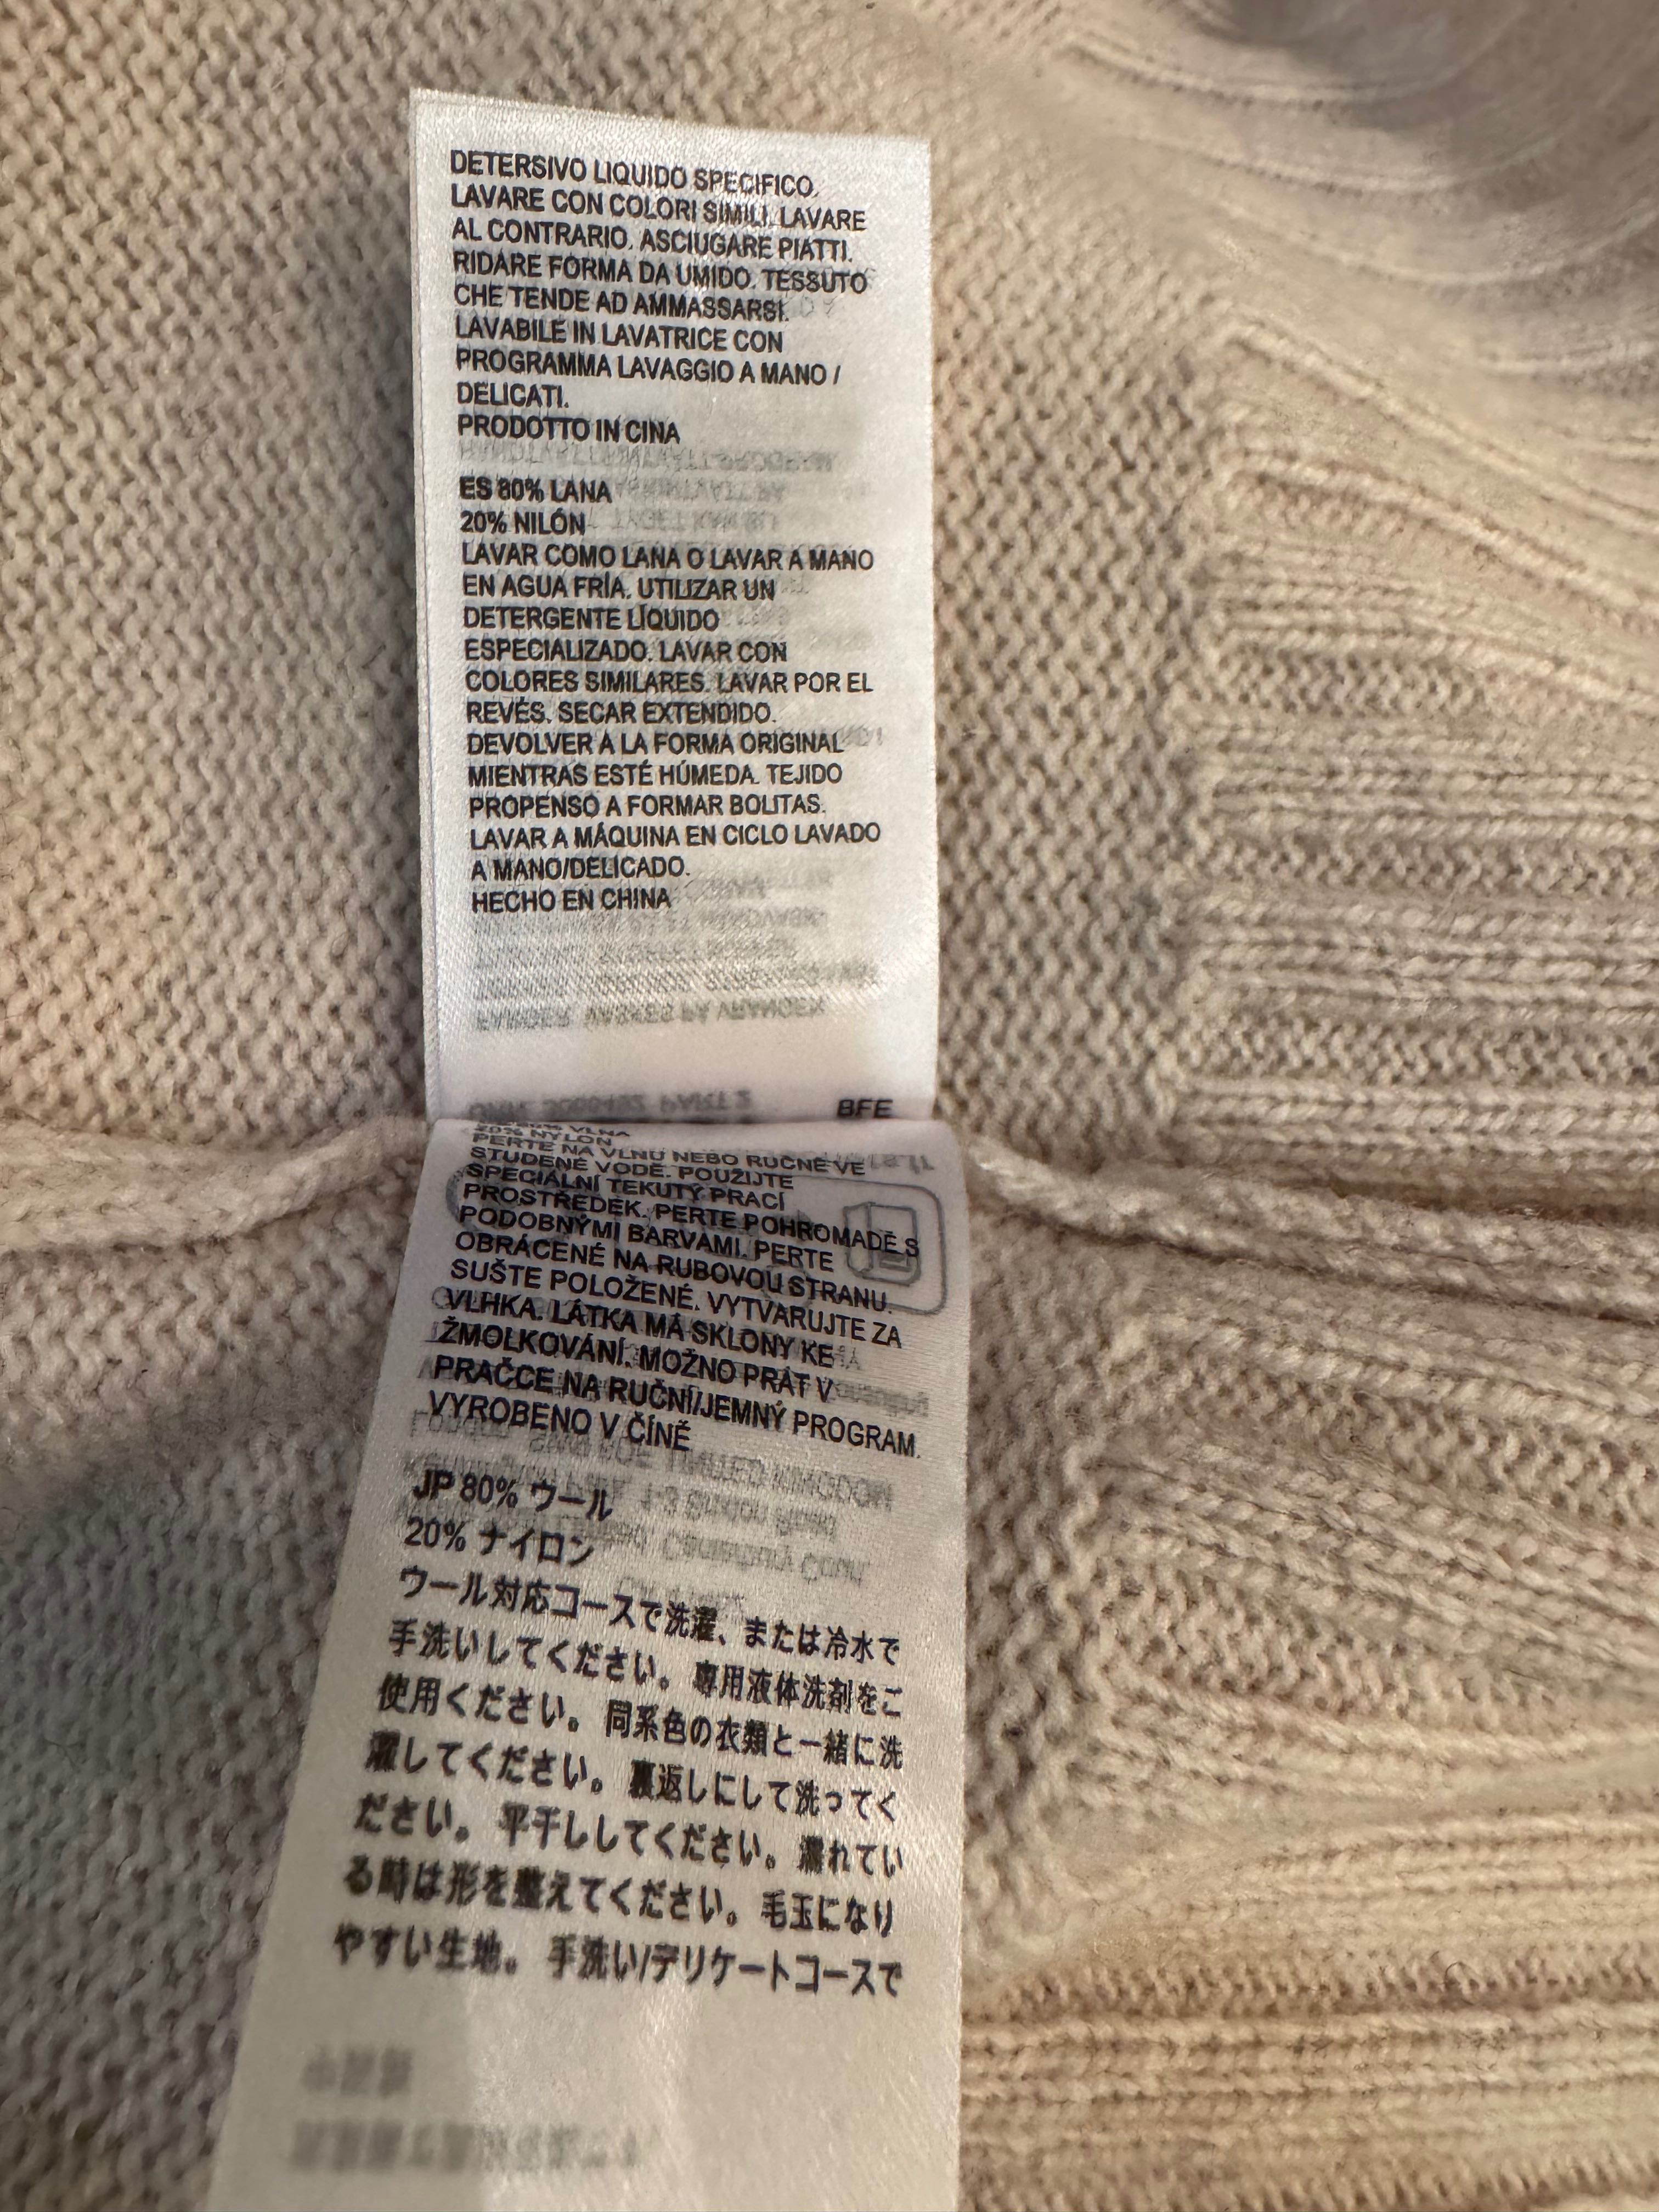 DETERSIVO LIQUIDO SPECIFICO.
LAVARE CON COLORI SIMILI. LAVARE
AL CONTRARIO. ASCIUGARE PIATTI.
RIDARE FORMA DA UMIDO. TESSUTO
CHE TENDE AD AMMASSARSI.
LAVABILE IN LAVATRICE CON
PROGRAMMA LAVAGGIO A MANO /
DELICATI.
PRODOTTO IN CINA
ES 80% LANA
20% NILÓN
LAVAR COMO LANA O LAVAR A MANO
EN AGUA FRÍA. UTILIZAR UN
DETERGENTE LÍQUIDO
ESPECIALIZADO. LAVAR CON
COLORES SIMILARES. LAVAR POR EL
REVÉS. SECAR EXTENDIDO.
DEVOLVER A LA FORMA ORIGINAL
MIENTRAS ESTÉ HÚMEDA. TEJIDO
PROPENSO A FORMAR BOLITAS.
LAVAR A MÁQUINA EN CICLO LAVADO
A MANO/DELICADO.
HECHO EN CHINA
BFE
80% VLNA
20% NYLON
PERTE NA VLNU NEBO RUČNĚ VE
STUDENÉ VODĚ. POUŽIJTE
SPECIÁLNÍ TEKUTÝ PRACÍ
PROSTŘEDEK. PERTE POHROMADĚ S
PODOBNÝMI BARVAMI. PERTE
OBRÁCENÉ NA RUBOVOU STRANU.
SUŠTE POLOŽENÉ. VYTVARUJTE ZA
VLHKA. LÁTKA MÁ SKLONY KE
ŽMOLKOVÁNÍ. MOŽNO PRÁT V
PRAČCE NA RUČNÍ/JEMNÝ PROGRAM.
VYROBENO V ČÍNĚ
JP 80% ウール
20% ナイロン
ウール対応コースで洗濯、または冷水で
手洗いしてください。専用液体洗剤をご
使用ください。同系色の衣類と一緒に洗
濯してください。裏返しにして洗ってく
ださい。平干ししてください。濡れてい
る時は形を整えてください。毛玉になり
やすい生地。手洗い/デリケートコースで